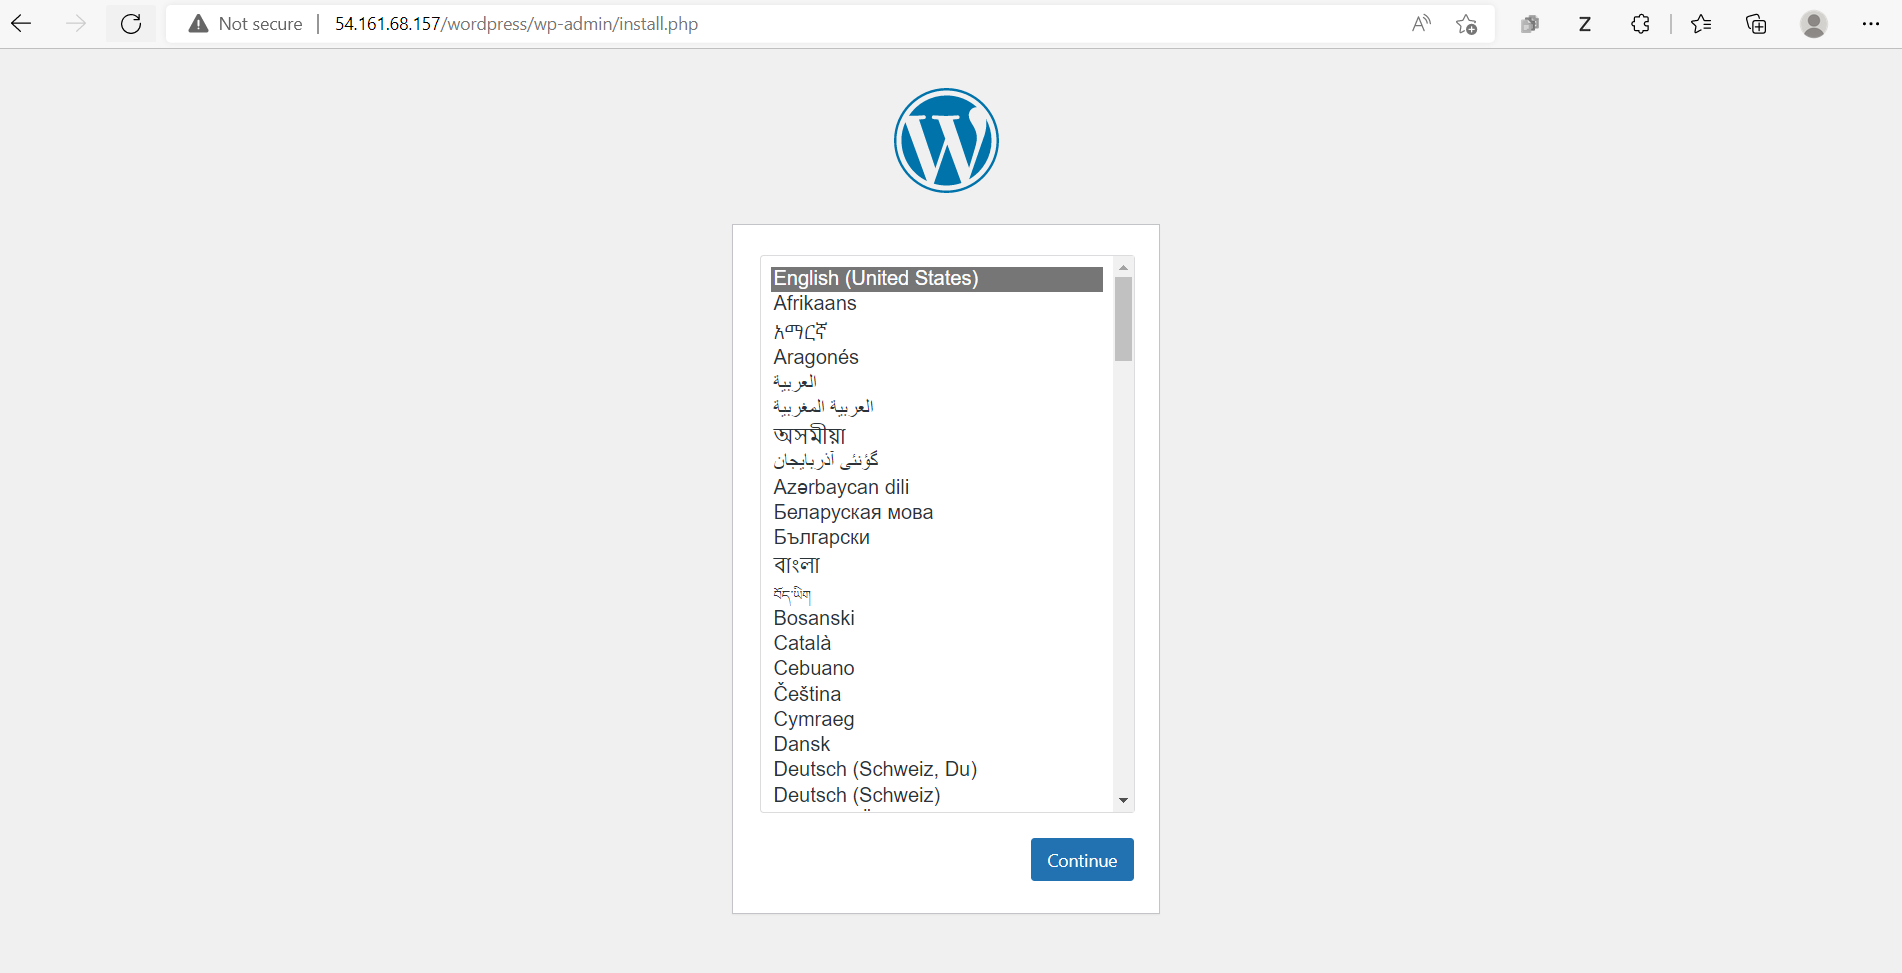 Not secure
54.161.68.157/wordpress/wp-admin/install.php
English (United States)
Afrikaans
አማርኛ
Aragonés
العربية
العربية المغربية
অসমীয়া
گؤنئی آذربایجان
Azərbaycan dili
Беларуская мова
Български
বাংলা
བོད་ཡིག
Bosanski
Català
Cebuano
Čeština
Cymraeg
Dansk
Deutsch (Schweiz, Du)
Deutsch (Schweiz)
Continue